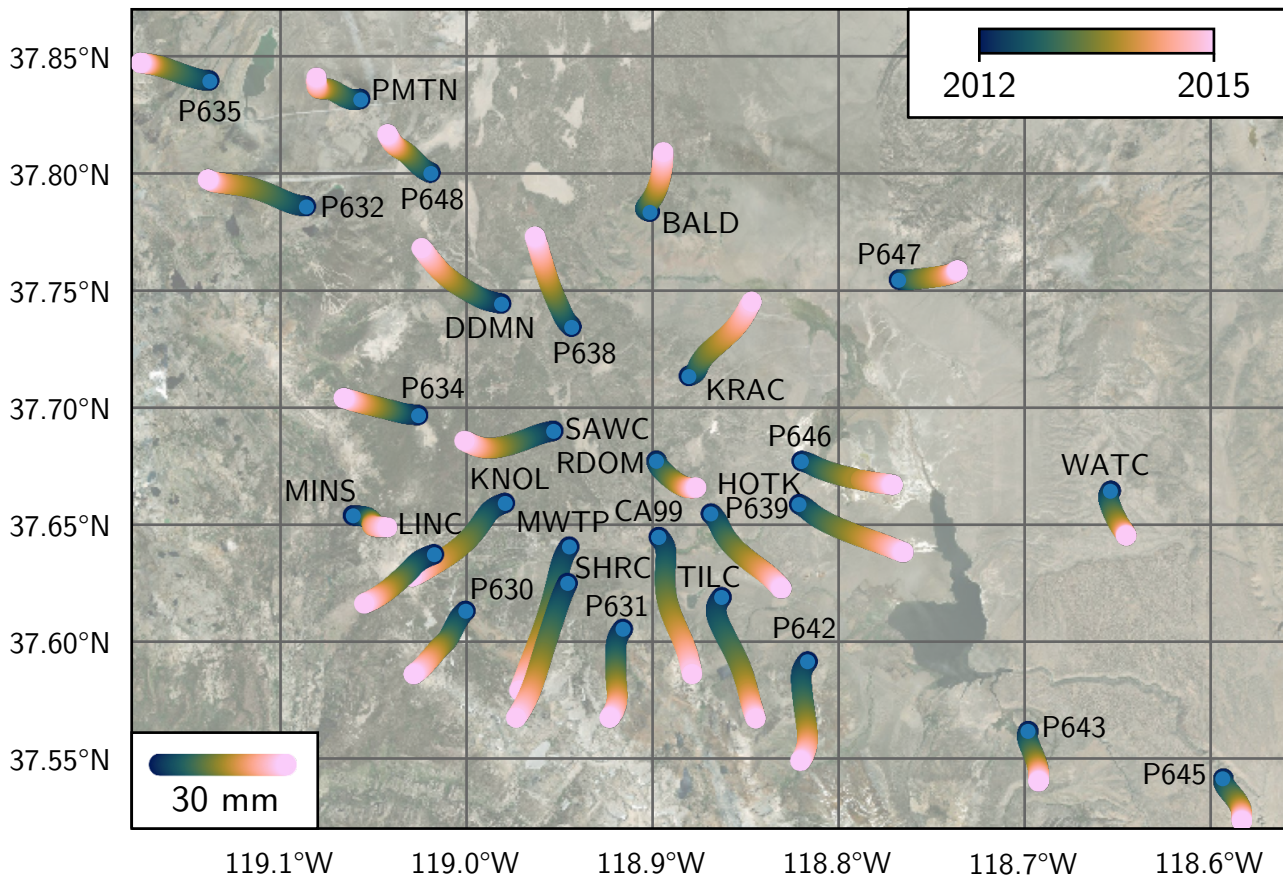 2012
2015
37.85°N
37.80°N
37.75°N
37.70°N
37.65°N
37.60°N
37.55°N
P635
PMTN
P648
P632
BALD
P647
DDMN
P638
KRAC
P634
SAWC
RDOM
P646
WATC
KNOL
HOTK
MINS
CA99
P639
LINC
MWTP
SHRC
TILC
P630
P631
P642
P643
P645
30 mm
119.1°W
119.0°W
118.9°W
118.8°W
118.7°W
118.6°W